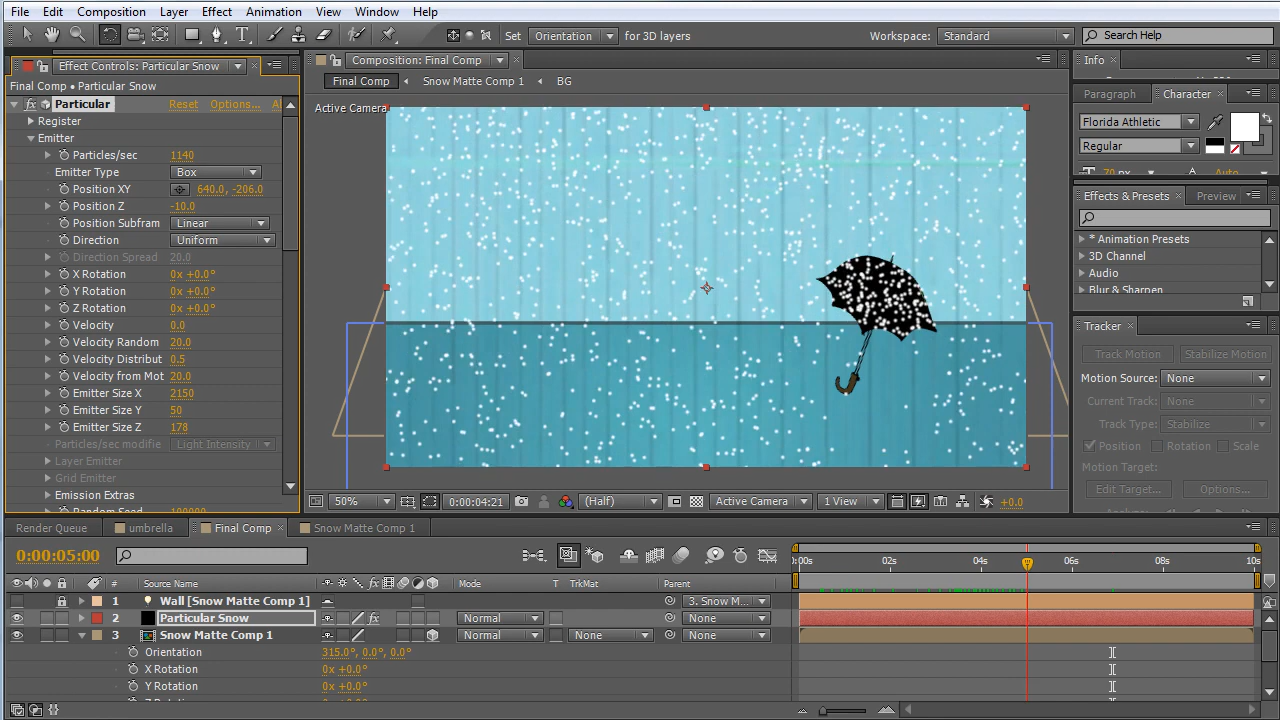 File Edit Composition Layer Effect Animation View Window Help
Set Orientation for 3D layers Workspace: Standard Search Help
Effect Controls: Particular Snow
Final Comp • Particular Snow
Particular Reset Options...
Register
Emitter
Particles/sec 1140
Emitter Type Box
Position XY 640.0, -206.0
Position Z -10.0
Position Subfram Linear
Direction Uniform
Direction Spread 20.0
X Rotation 0x +0.0°
Y Rotation 0x +0.0°
Z Rotation 0x +0.0°
Velocity 0.0
Velocity Random 20.0
Velocity Distribut 0.5
Velocity from Mot 20.0
Emitter Size X 2150
Emitter Size Y 50
Emitter Size Z 178
Particles/sec modifie Light Intensity
Layer Emitter
Grid Emitter
Emission Extras
Random Seed 100000
Composition: Final Comp
Final Comp Snow Matte Comp 1 BG
Active Camera
50% 0:00:04:21 (Half) Active Camera 1 View +0.0
Info
Paragraph Character
Florida Athletic
Regular
70 px Auto
Effects & Presets Preview
* Animation Presets
3D Channel
Audio
Blur & Sharpen
Tracker
Track Motion Stabilize Motion
Motion Source: None
Current Track: None
Track Type: Stabilize
Position Rotation Scale
Motion Target:
Edit Target... Options...
Render Queue umbrella Final Comp Snow Matte Comp 1
0:00:05:00
:00s 02s 04s 06s 08s 10s
# Source Name Mode T TrkMat Parent
1 Wall [Snow Matte Comp 1] 3. Snow M...
2 Particular Snow Normal None
3 Snow Matte Comp 1 Normal None None
Orientation 315.0°, 0.0°, 0.0°
X Rotation 0x +0.0°
Y Rotation 0x +0.0°